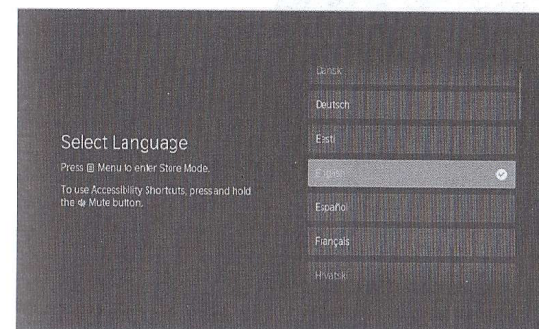 Select Language
Press Menu to enter Store Mode.
To use Accessibility Shortcuts, press and hold
the Mute button.
Dansk
Deutsch
Eesti
English
Español
Français
Hrvatski